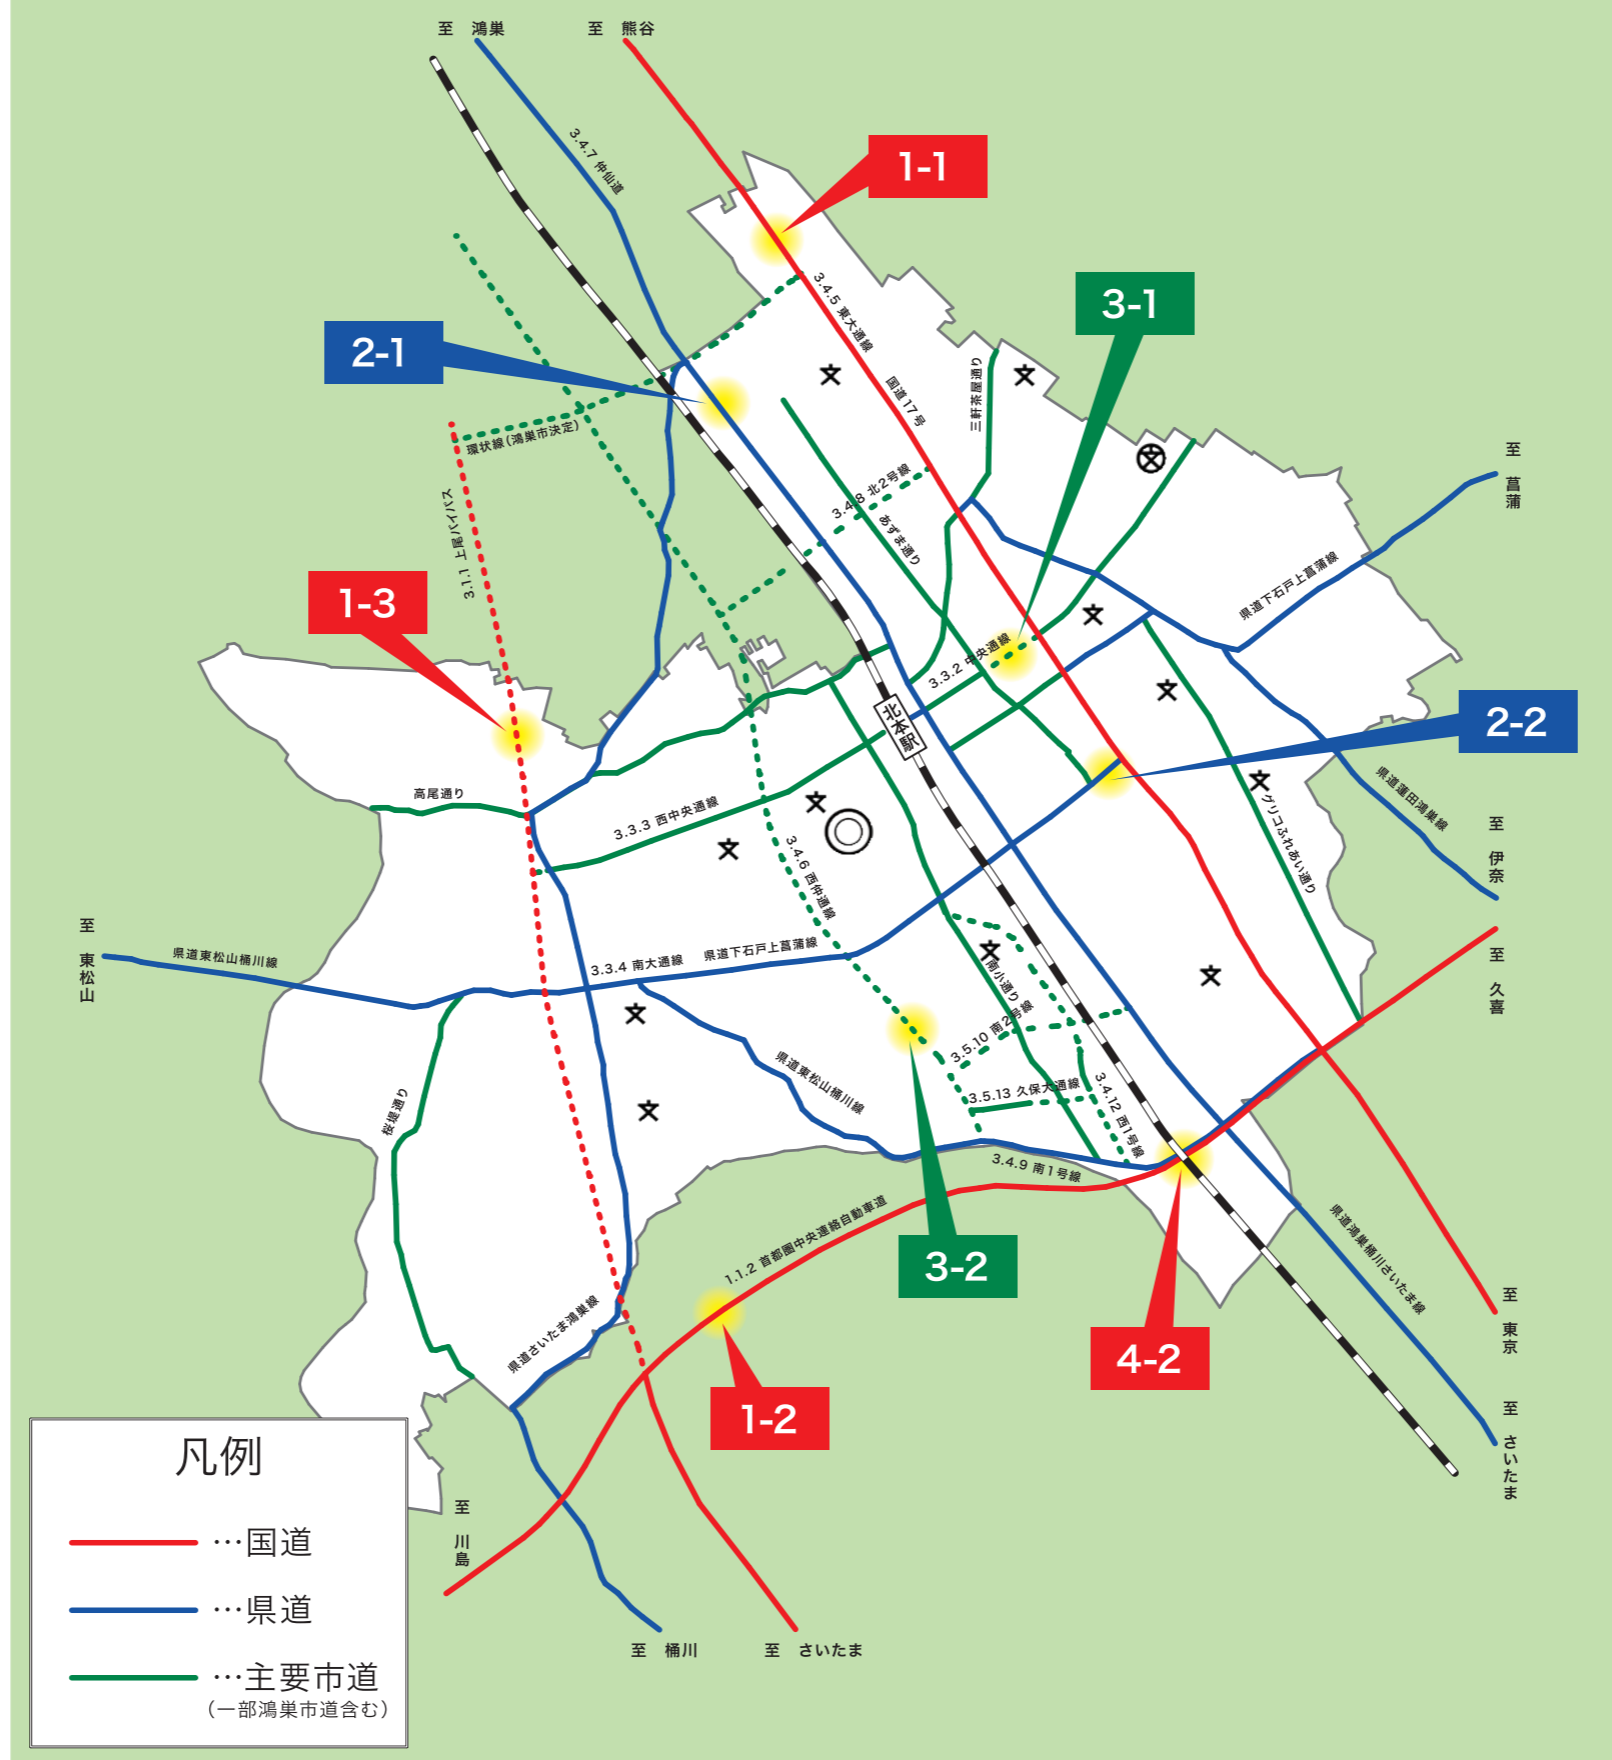 至 鴻巣
至 熊谷
3.4.7 仲仙道
1-1
3.4.5 東大通線
3-1
2-1
国道17号
三軒茶屋通り
環状線(鴻巣市決定)
至 菖蒲
3.4.8 北2号線
3.1.1 上尾バイパス
あずま通り
県道下石戸上菖蒲線
1-3
3.3.2 中央通線
北本駅
2-2
高尾通り
3.3.3 西中央通線
県道蓮田鴻巣線
グリコふれあい通り
至 伊奈
3.4.6 西仲通線
至 東松山
県道東松山桶川線
3.3.4 南大通線
県道下石戸上菖蒲線
南小通り
至 久喜
3.5.10 南2号線
県道東松山桶川線
3.5.13 久保大通線
3.4.12 西1号線
桜堤通り
3.4.9 南1号線
1.1.2 首都圏中央連絡自動車道
県道鴻巣桶川さいたま線
3-2
県道さいたま鴻巣線
4-2
至 東京
1-2
至 さいたま
至 川島
至 桶川
至 さいたま
凡例
…国道
…県道
…主要市道
(一部鴻巣市道含む)